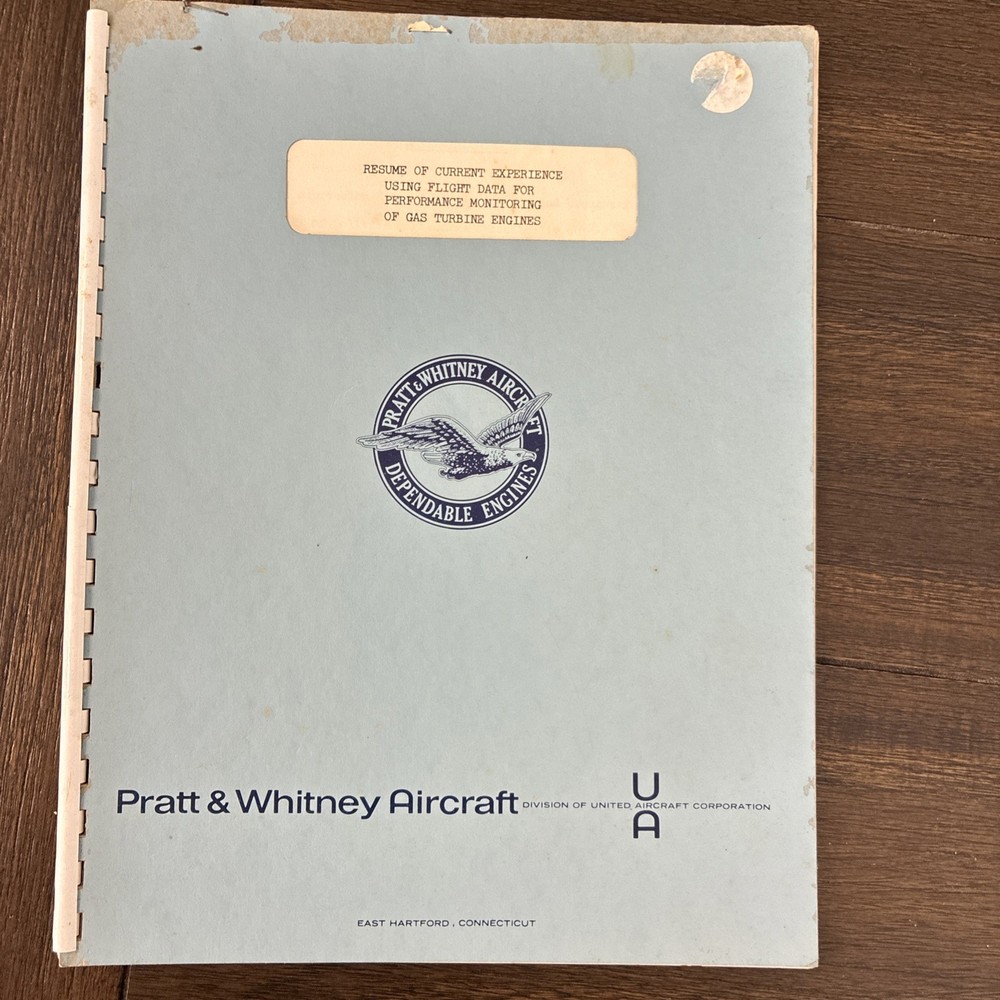 RESUME OF CURRENT EXPERIENCE
USING FLIGHT DATA FOR
PERFORMANCE MONITORING
OF GAS TURBINE ENGINES
PRATT & WHITNEY AIRCRAFT
DEPENDABLE ENGINES
Pratt & Whitney Aircraft DIVISION OF UNITED AIRCRAFT CORPORATION
U
A
EAST HARTFORD, CONNECTICUT